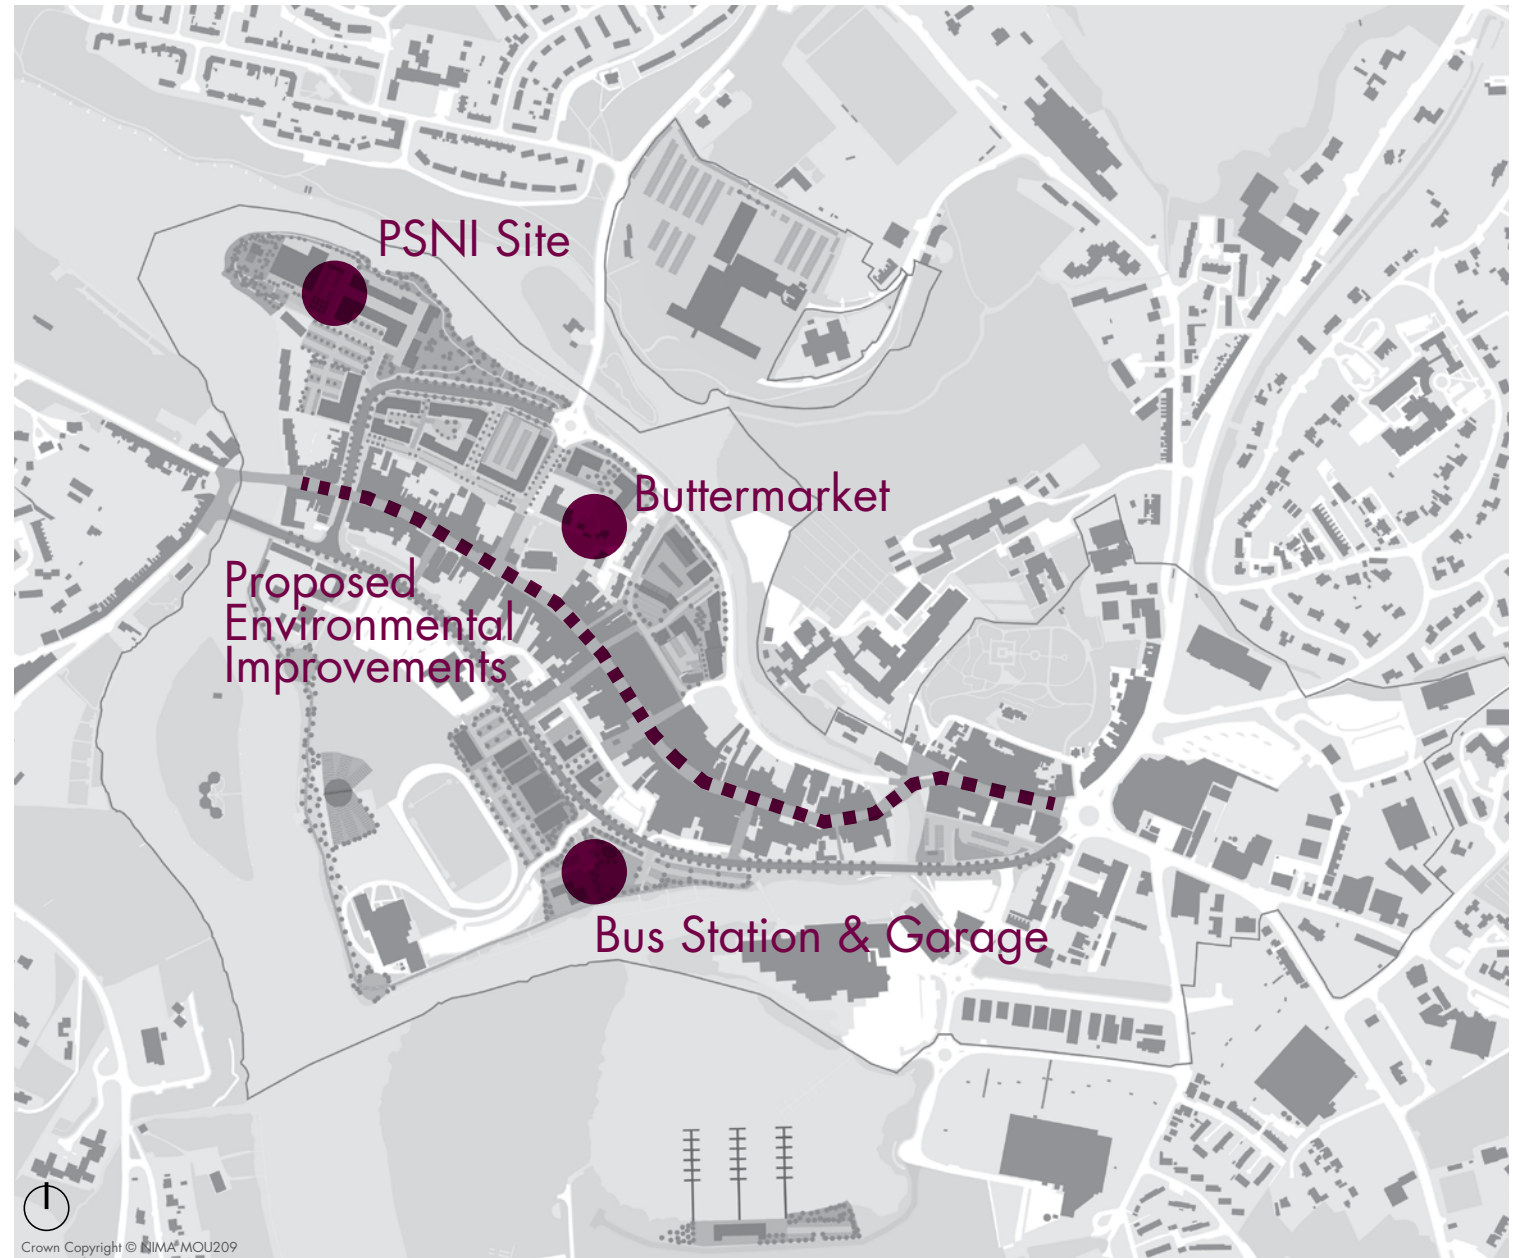 PSNI Site
Buttermarket
Proposed
Environmental
Improvements
Bus Station & Garage
Crown Copyright © NIMA MOU209